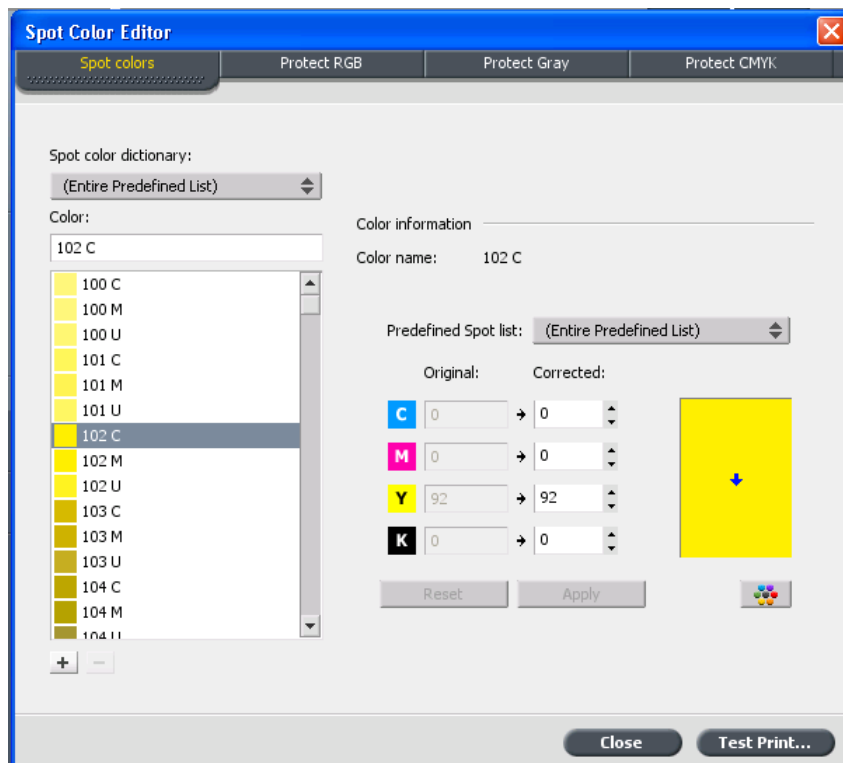 Spot Color Editor
Spot colors Protect RGB Protect Gray Protect CMYK
Spot color dictionary:
(Entire Predefined List)
Color:
102 C
100 C
100 M
100 U
101 C
101 M
101 U
102 C
102 M
102 U
103 C
103 M
103 U
104 C
104 M
104 U
Color information
Color name: 102 C
Predefined Spot list: (Entire Predefined List)
Original: Corrected:
C 0 0
M 0 0
Y 92 92
K 0 0
Reset Apply
Close Test Print...